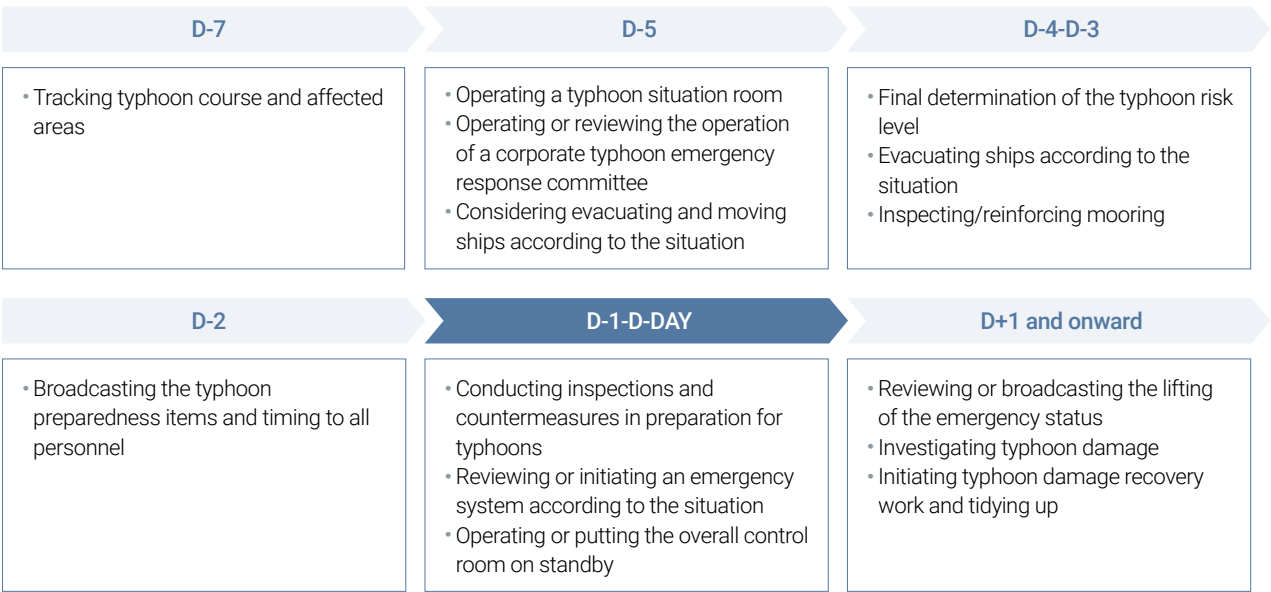 D-7
D-5
D-4-D-3
• Tracking typhoon course and affected
areas
• Operating a typhoon situation room
• Operating or reviewing the operation
of a corporate typhoon emergency
response committee
• Considering evacuating and moving
ships according to the situation
• Final determination of the typhoon risk
level
• Evacuating ships according to the
situation
• Inspecting/reinforcing mooring
D-2
D-1-D-DAY
D+1 and onward
• Broadcasting the typhoon
preparedness items and timing to all
personnel
• Conducting inspections and
countermeasures in preparation for
typhoons
• Reviewing or initiating an emergency
system according to the situation
• Operating or putting the overall control
room on standby
• Reviewing or broadcasting the lifting
of the emergency status
• Investigating typhoon damage
• Initiating typhoon damage recovery
work and tidying up